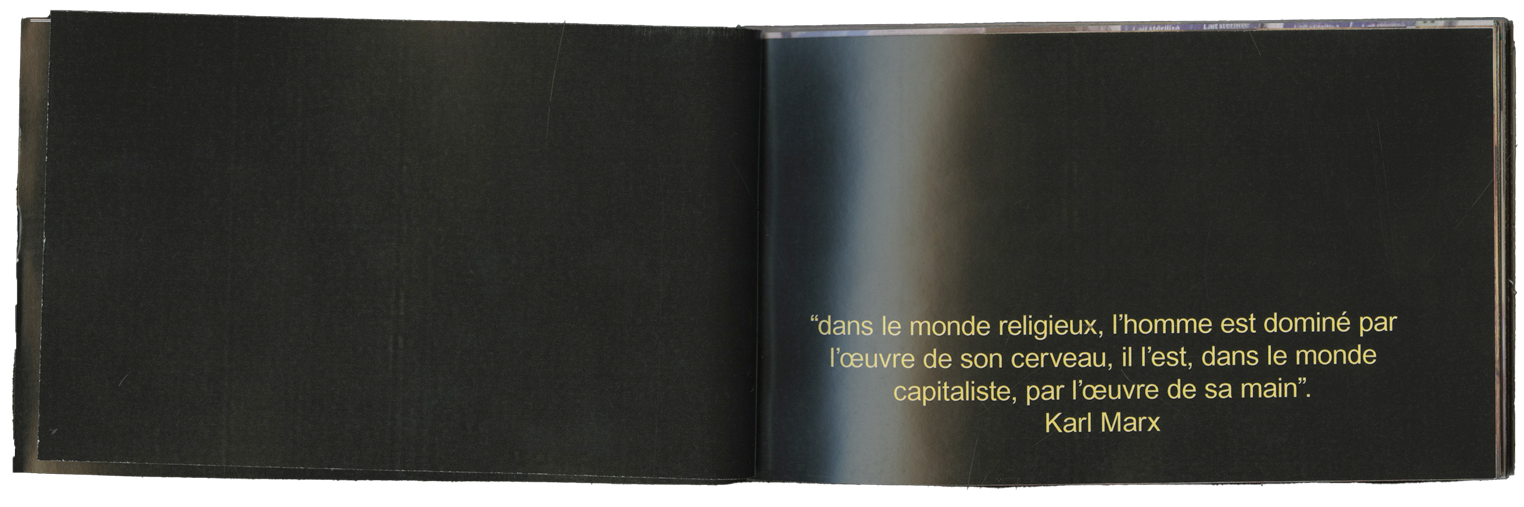 “dans le monde religieux, l’homme est dominé par
l’œuvre de son cerveau, il l’est, dans le monde
capitaliste, par l’œuvre de sa main”.
Karl Marx